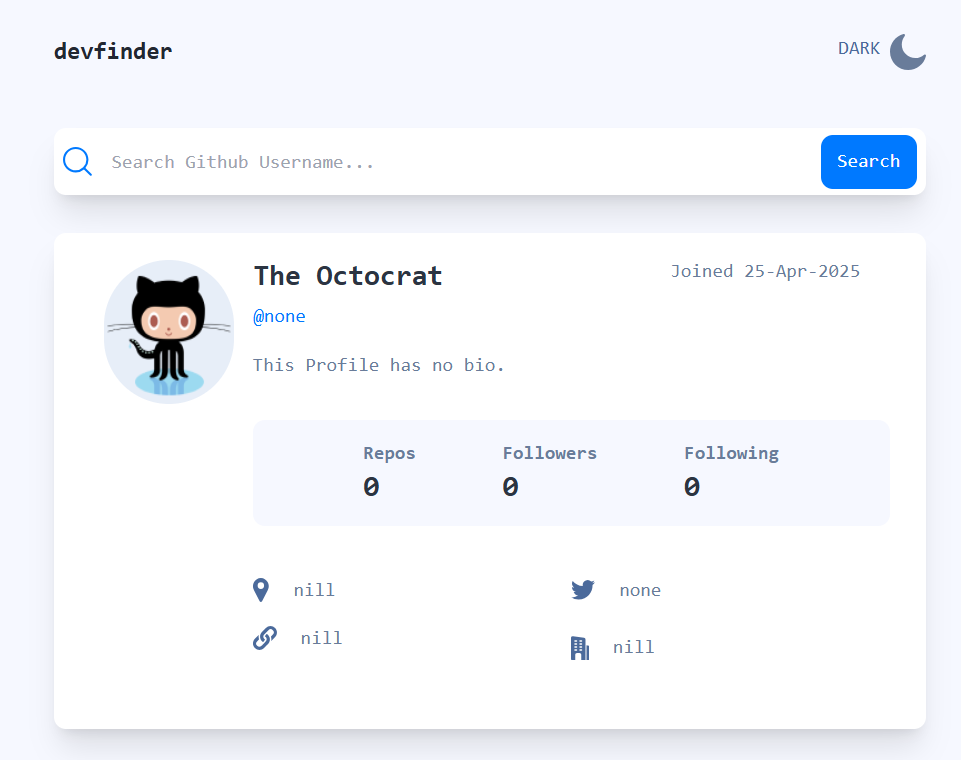 devfinder
DARK
Search Github Username...
Search
The Octocrat
Joined 25-Apr-2025
@none
This Profile has no bio.
Repos Followers Following
0 0 0
nill none
nill nill